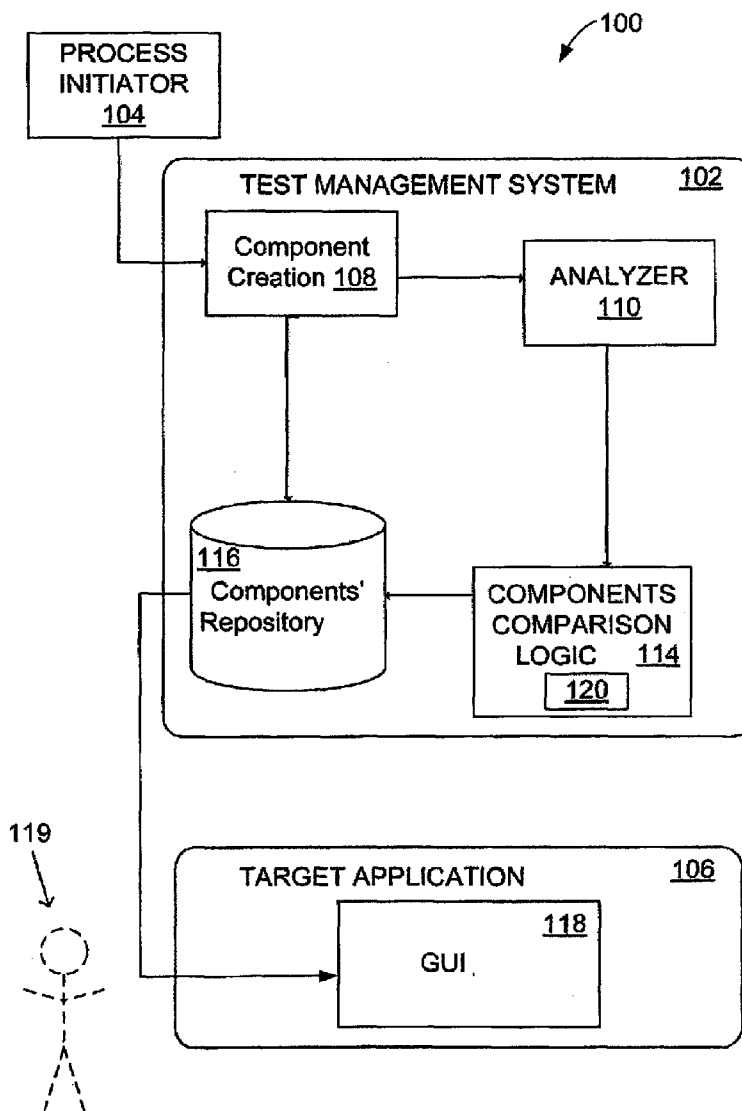 100
PROCESS
INITIATOR
104
TEST MANAGEMENT SYSTEM 102
Component
Creation 108
ANALYZER
110
116
Components'
Repository
COMPONENTS
COMPARISON
LOGIC 114
120
119
TARGET APPLICATION 106
118
GUI